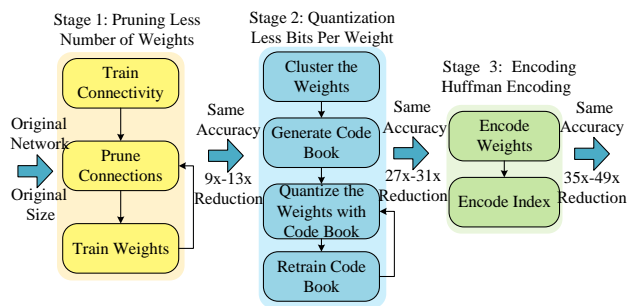 Stage 1: Pruning Less
Number of Weights
Train
Connectivity
Prune
Connections
Train Weights
Original
Network
Original
Size
Same
Accuracy
9x-13x
Reduction
Stage 2: Quantization
Less Bits Per Weight
Cluster the
Weights
Generate Code
Book
Quantize the
Weights with
Code Book
Retrain Code
Book
Same
Accuracy
27x-31x
Reduction
Stage 3: Encoding
Huffman Encoding
Encode
Weights
Encode Index
Same
Accuracy
35x-49x
Reduction